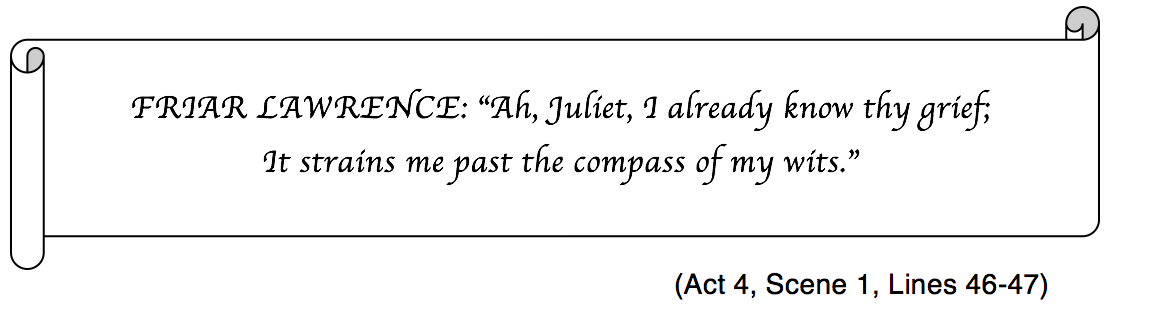 FRIAR LAWRENCE: “Ah, Juliet, I already know thy grief;
It strains me past the compass of my wits.”
(Act 4, Scene 1, Lines 46-47)